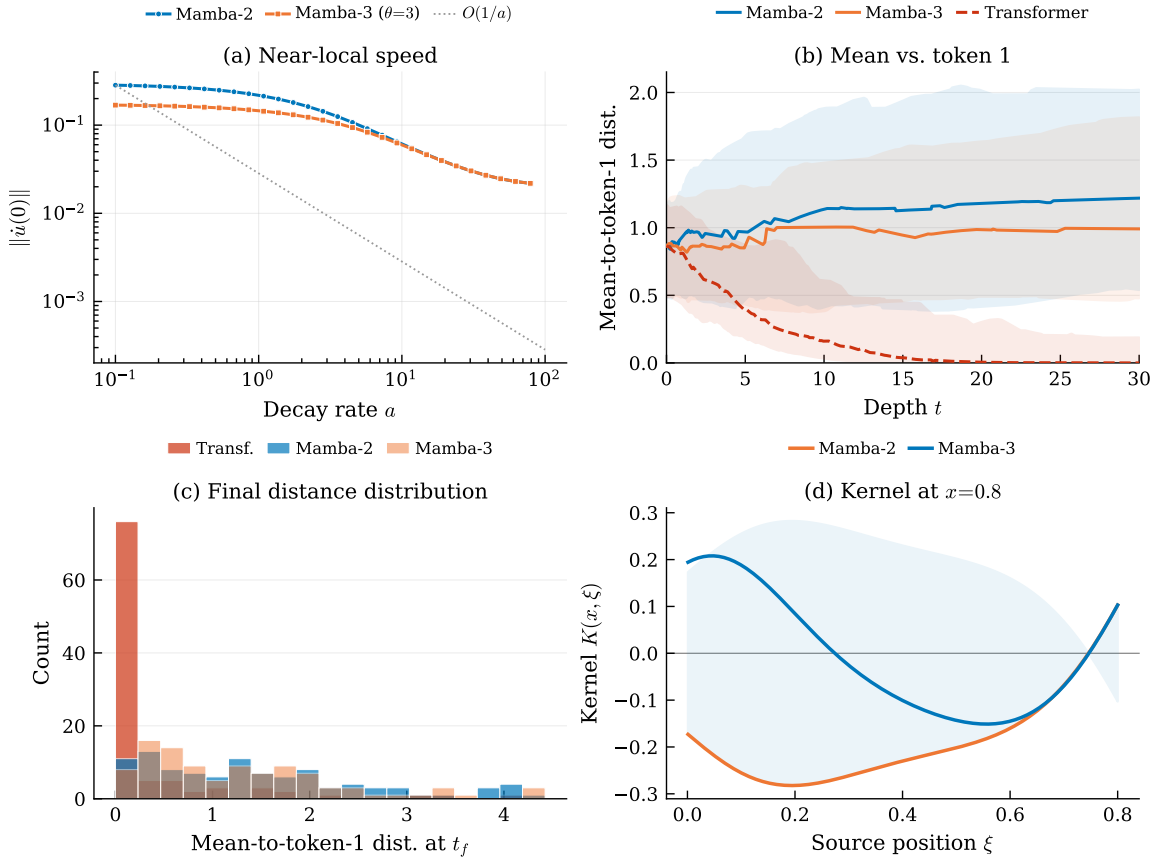 Mamba-2 Mamba-3 (θ=3) O(1/a)
(a) Near-local speed
10⁻¹
10⁻²
10⁻³
‖u̇(0)‖
10⁻¹ 10⁰ 10¹ 10²
Decay rate a
Mamba-2 Mamba-3 Transformer
(b) Mean vs. token 1
2.0
1.5
1.0
0.5
0.0
Mean-to-token-1 dist.
0 5 10 15 20 25 30
Depth t
Transf. Mamba-2 Mamba-3
(c) Final distance distribution
60
40
20
0
Count
0 1 2 3 4
Mean-to-token-1 dist. at t_f
Mamba-2 Mamba-3
(d) Kernel at x=0.8
0.3
0.2
0.1
0.0
−0.1
−0.2
−0.3
Kernel K(x, ξ)
0.0 0.2 0.4 0.6 0.8
Source position ξ